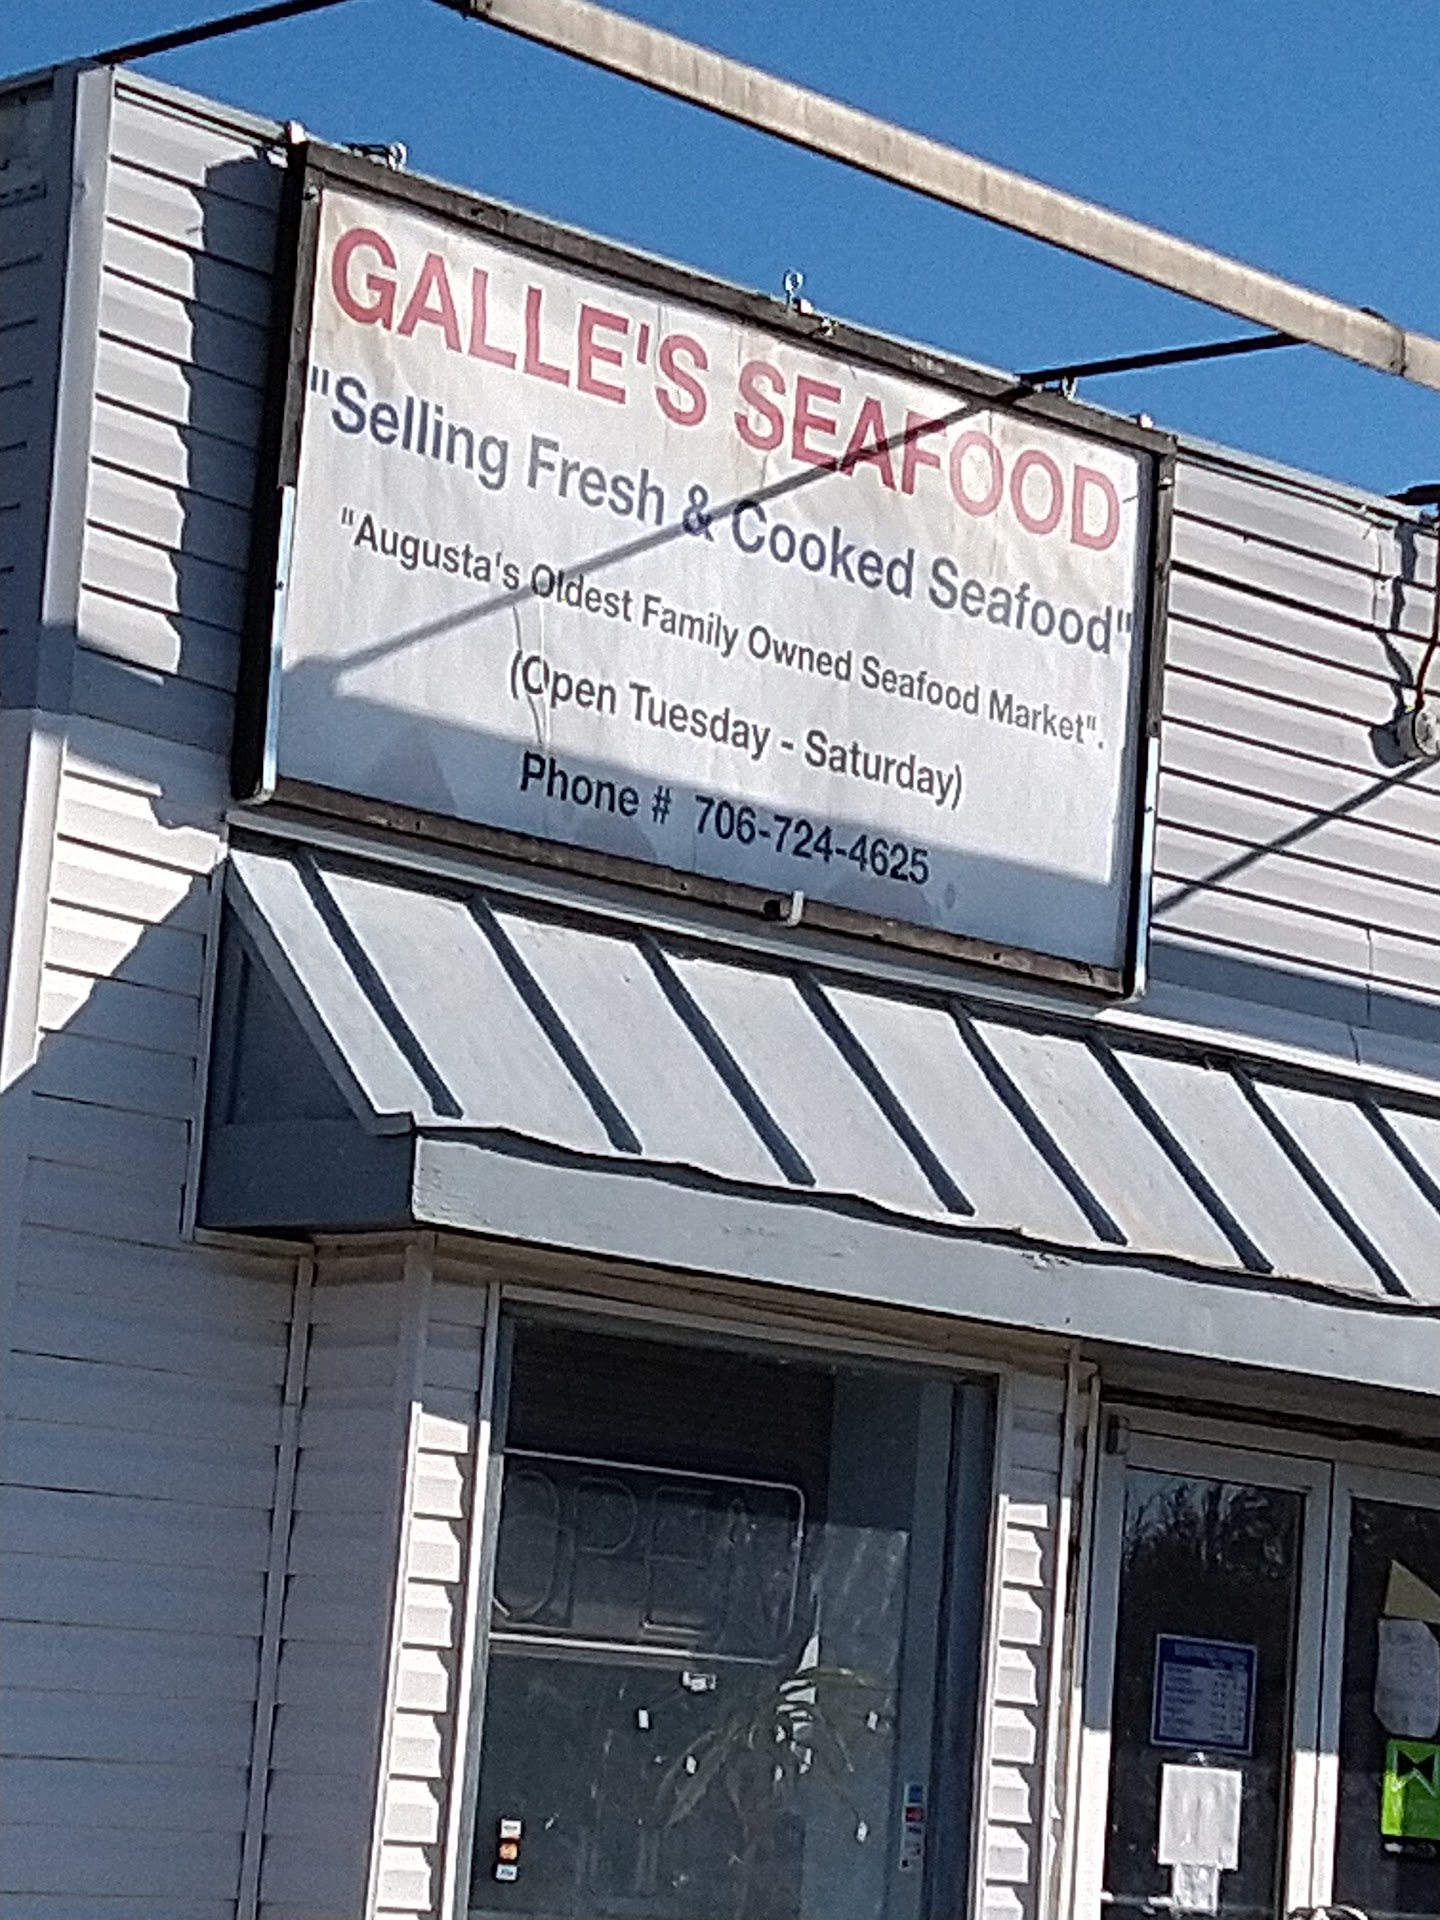 GALLE'S SEAFOOD
"Selling Fresh & Cooked Seafood"
"Augusta's Oldest Family Owned Seafood Market".
(Open Tuesday - Saturday)
Phone # 706-724-4625
OPEN